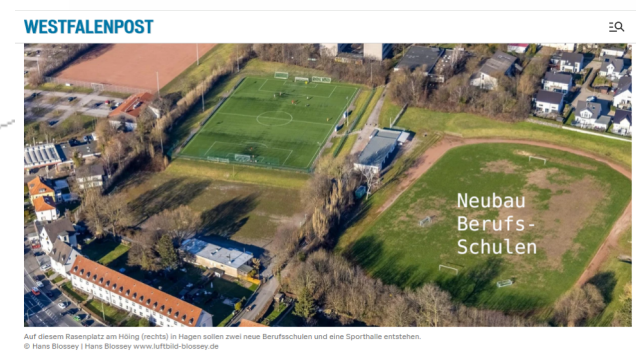 WESTFALENPOST
Neubau
Berufs-
Schulen
Auf diesem Rasenplatz am Höing (rechts) in Hagen sollen zwei neue Berufsschulen und eine Sporthalle entstehen.
© Hans Blossey | Hans Blossey www.luftbild-blossey.de